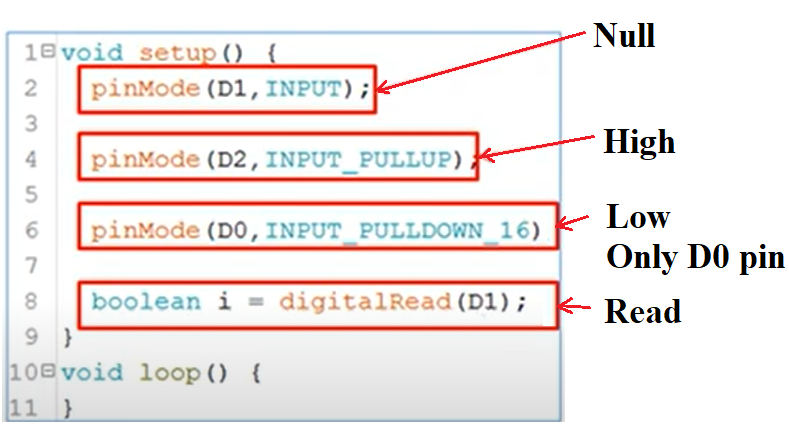 1 void setup() {
2 pinMode(D1,INPUT);
3
4 pinMode(D2,INPUT_PULLUP);
5
6 pinMode(D0,INPUT_PULLDOWN_16)
7
8 boolean i = digitalRead(D1);
9 }
10 void loop() {
11 }
Null
High
Low
Only D0 pin
Read